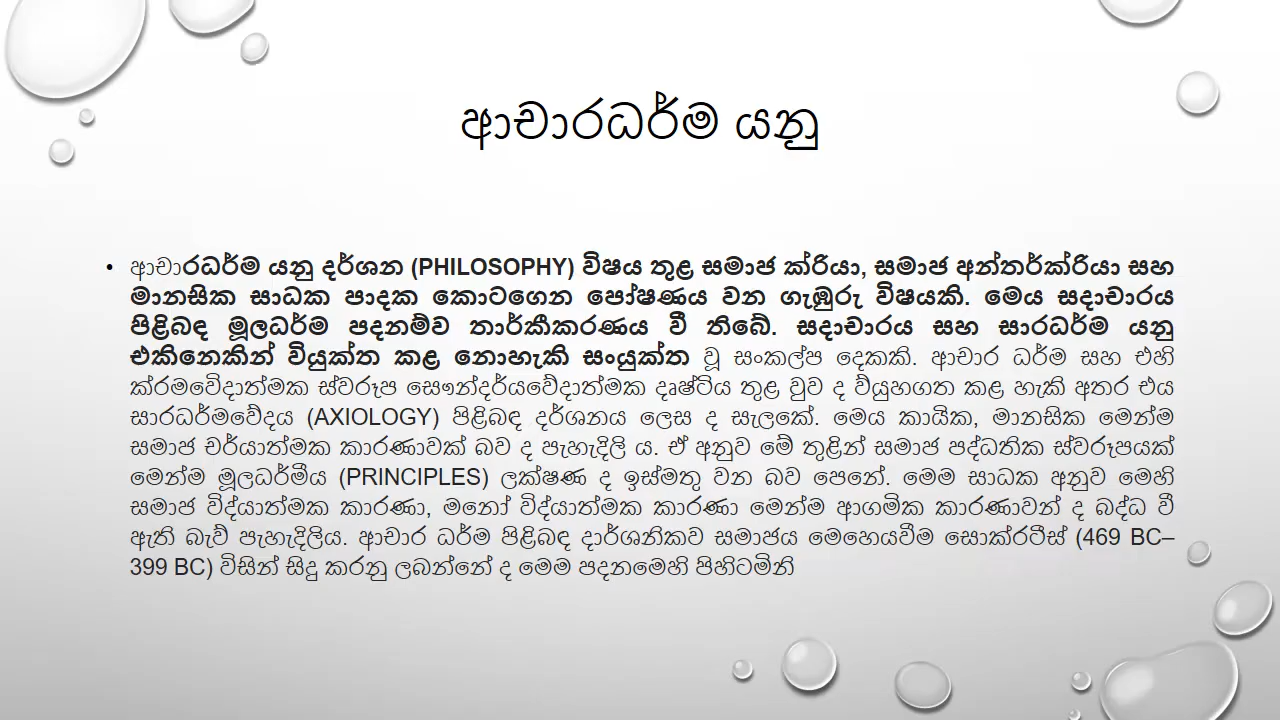 ආචාරධර්ම යනු
• ආචාරධර්ම යනු දර්ශන (PHILOSOPHY) විෂය තුළ සමාජ ක්රියා, සමාජ අන්තර්ක්රියා සහ
මානසික සාධක පාදක කොටගෙන පෝෂණය වන ගැඹුරු විෂයකි. මෙය සදාචාරය
පිළිබඳ මූලධර්ම පදනම්ව තාර්කීකරණය වී තිබේ. සදාචාරය සහ සාරධර්ම යනු
එකිනෙකින් වියුක්ත කළ නොහැකි සංයුක්ත වූ සංකල්ප දෙකකි. ආචාර ධර්ම සහ එහි
ක්රමවේදාත්මක ස්වරූප සෞන්දර්යවේදාත්මක දෘෂ්ටිය තුළ වුව ද ව්යුහගත කළ හැකි අතර එය
සාරධර්මවේදය (AXIOLOGY) පිළිබඳ දර්ශනය ලෙස ද සැලකේ. මෙය කායික, මානසික මෙන්ම
සමාජ චර්යාත්මක කාරණාවක් බව ද පැහැදිලි ය. ඒ අනුව මේ තුළින් සමාජ පද්ධතික ස්වරූපයක්
මෙන්ම මූලධර්මීය (PRINCIPLES) ලක්ෂණ ද ඉස්මතු වන බව පෙනේ. මෙම සාධක අනුව මෙහි
සමාජ විද්යාත්මක කාරණා, මනෝ විද්යාත්මක කාරණා මෙන්ම ආගමික කාරණාවන් ද බද්ධ වී
ඇති බැව් පැහැදිලිය. ආචාර ධර්ම පිළිබඳ දාර්ශනිකව සමාජය මෙහෙයවීම සොක්රටීස් (469 BC–
399 BC) විසින් සිදු කරනු ලබන්නේ ද මෙම පදනමෙහි පිහිටමිනි